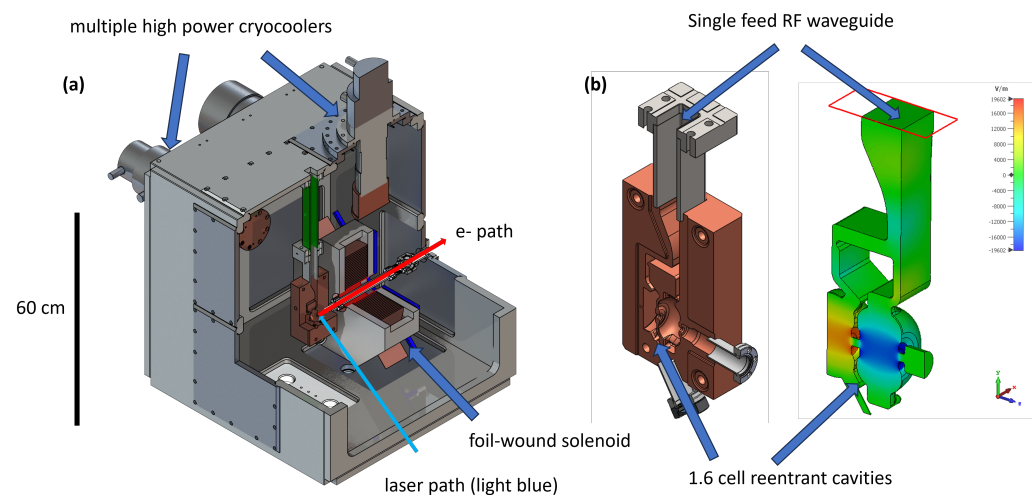 multiple high power cryocoolers
Single feed RF waveguide
(a)
(b)
V/m
19602
16000
12000
8000
4000
0
-4000
-8000
-12000
-16000
-19602
e- path
60 cm
y
x
z
foil-wound solenoid
1.6 cell reentrant cavities
laser path (light blue)